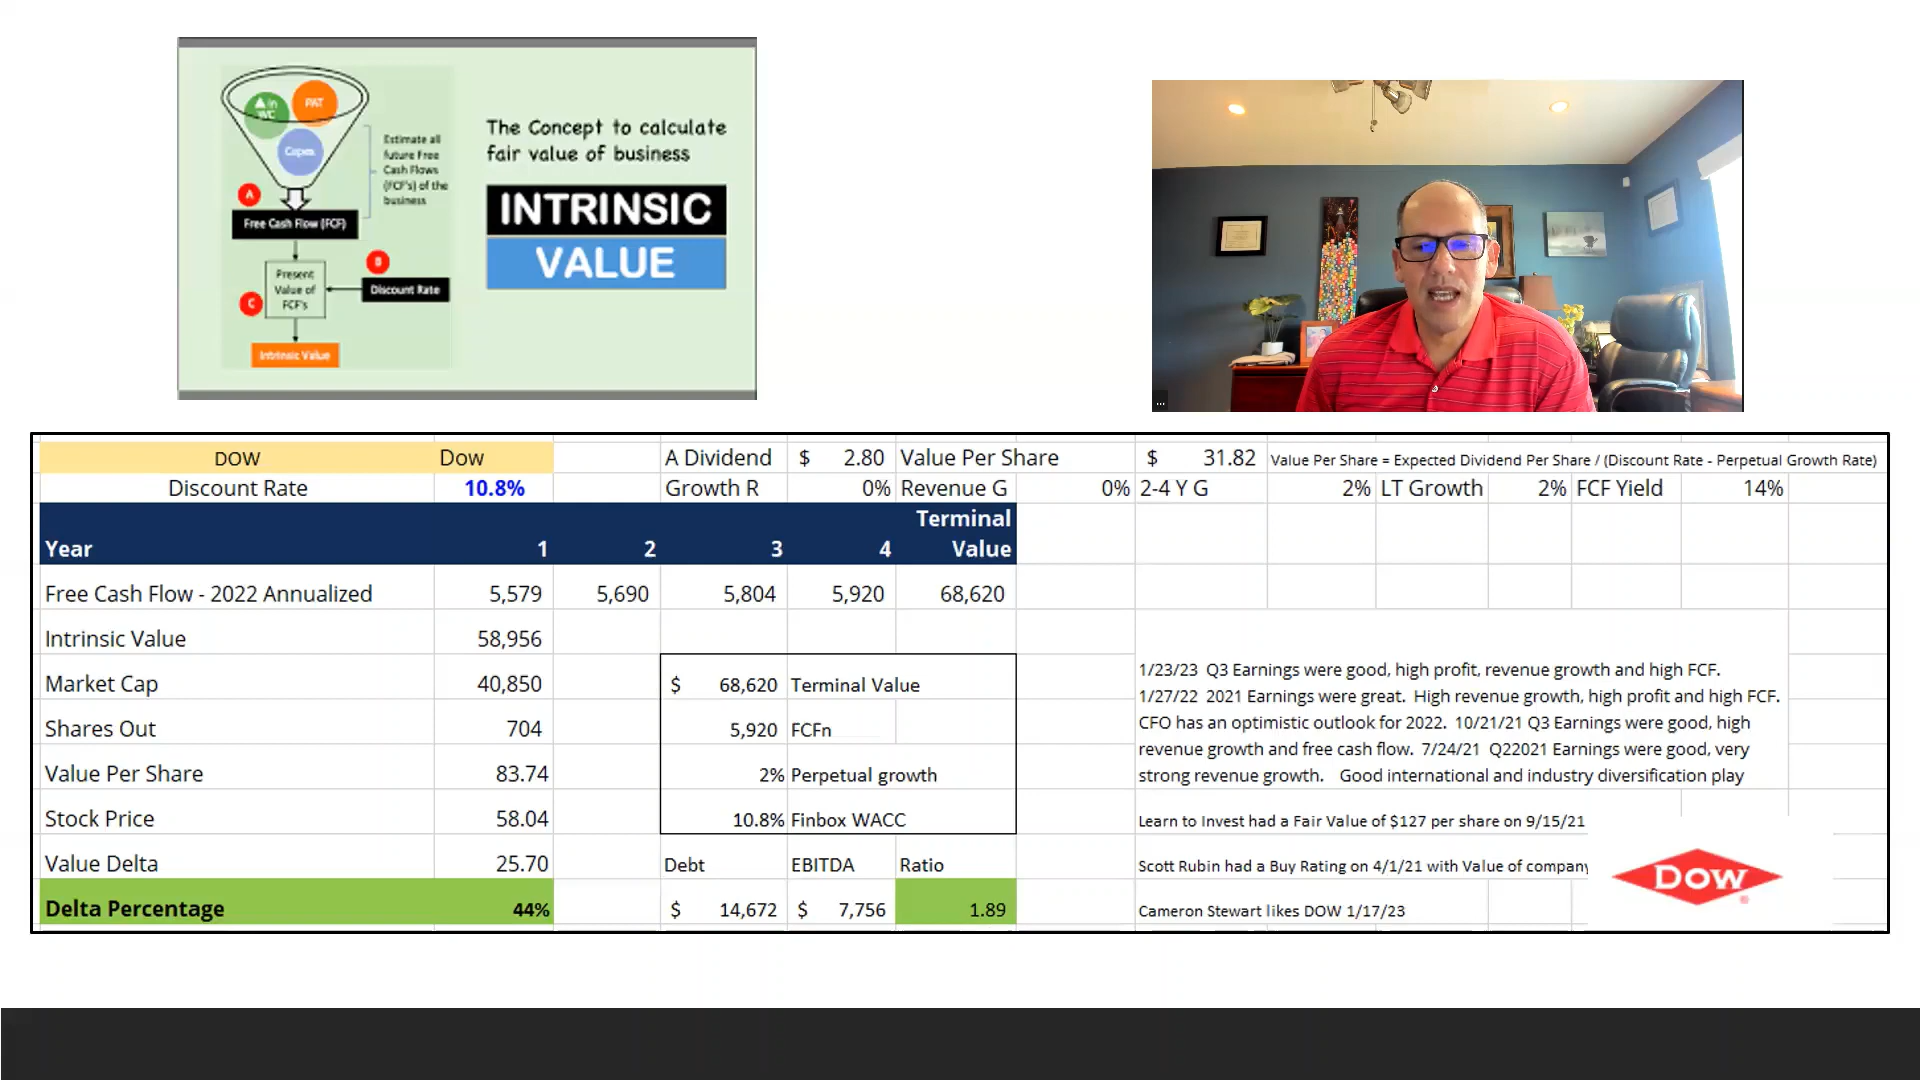 ▲in
WC
PAT
Capex
Estimate all
future Free
Cash Flows
(FCF's) of the
business
A
Free Cash Flow (FCF)
B
Present
Value of
FCF's
Discount Rate
C
Intrinsic Value
The Concept to calculate
fair value of business
INTRINSIC
VALUE
...
DOW Dow A Dividend $ 2.80 Value Per Share $ 31.82 Value Per Share = Expected Dividend Per Share / (Discount Rate - Perpetual Growth Rate)
Discount Rate 10.8% Growth R 0% Revenue G 0% 2-4 Y G 2% LT Growth 2% FCF Yield 14%
Terminal
Year 1 2 3 4 Value
Free Cash Flow - 2022 Annualized 5,579 5,690 5,804 5,920 68,620
Intrinsic Value 58,956
Market Cap 40,850 $ 68,620 Terminal Value
Shares Out 704 5,920 FCFn
Value Per Share 83.74 2% Perpetual growth
Stock Price 58.04 10.8% Finbox WACC
Value Delta 25.70 Debt EBITDA Ratio
Delta Percentage 44% $ 14,672 $ 7,756 1.89
1/23/23 Q3 Earnings were good, high profit, revenue growth and high FCF.
1/27/22 2021 Earnings were great. High revenue growth, high profit and high FCF.
CFO has an optimistic outlook for 2022. 10/21/21 Q3 Earnings were good, high
revenue growth and free cash flow. 7/24/21 Q22021 Earnings were good, very
strong revenue growth. Good international and industry diversification play
Learn to Invest had a Fair Value of $127 per share on 9/15/21
Scott Rubin had a Buy Rating on 4/1/21 with Value of company
Cameron Stewart likes DOW 1/17/23
DOW